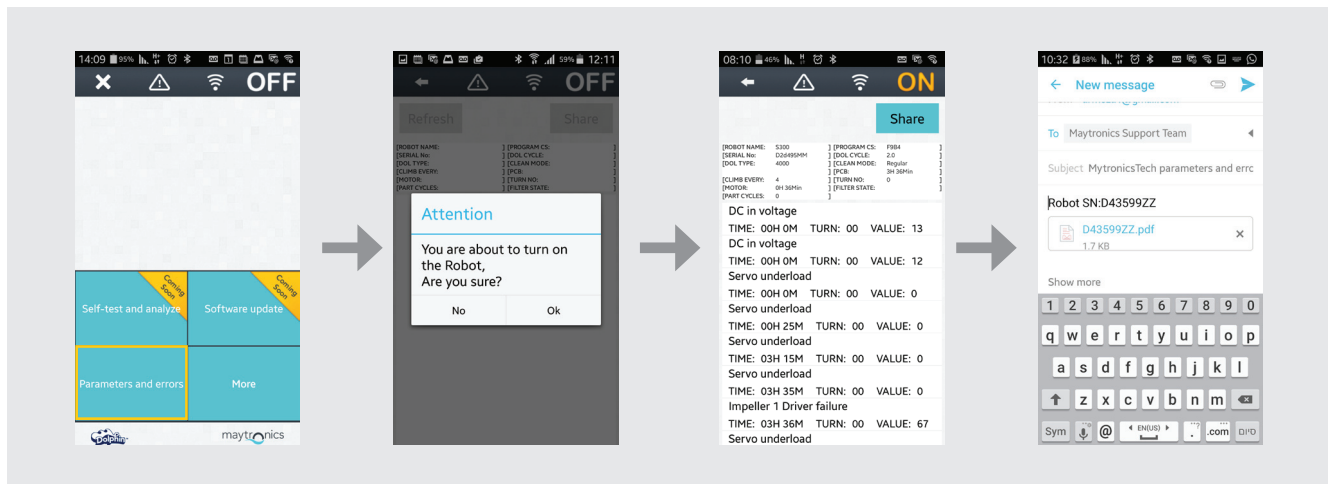 14:09 95%
OFF
Coming Soon
Coming Soon
Self-test and analyze
Software update
Parameters and errors
More
Dolphin
maytronics
59% 12:11
OFF
Refresh Share
[ROBOT NAME: ] [PROGRAM CS: ]
[SERIAL No: ] [DOL CYCLE: ]
[DOL TYPE: ] [CLEAN MODE: ]
[CLIMB EVERY: ] [PCB: ]
[MOTOR: ] [TURN NO: ]
[PART CYCLES: ] [FILTER STATE: ]
Attention
You are about to turn on
the Robot,
Are you sure?
No Ok
08:10 46%
ON
Share
[ROBOT NAME: S300 ] [PROGRAM CS: F9B4 ]
[SERIAL No: D2d495MM ] [DOL CYCLE: 2.0 ]
[DOL TYPE: 4000 ] [CLEAN MODE: Regular ]
] [PCB: 3H 36Min ]
[CLIMB EVERY: 4 ] [TURN NO: 0 ]
[MOTOR: 0H 36Min ] [FILTER STATE: ]
[PART CYCLES: 0 ]
DC in voltage
TIME: 00H 0M TURN: 00 VALUE: 13
DC in voltage
TIME: 00H 0M TURN: 00 VALUE: 12
Servo underload
TIME: 00H 0M TURN: 00 VALUE: 0
Servo underload
TIME: 00H 25M TURN: 00 VALUE: 0
Servo underload
TIME: 03H 15M TURN: 00 VALUE: 0
Servo underload
TIME: 03H 35M TURN: 00 VALUE: 0
Impeller 1 Driver failure
TIME: 03H 36M TURN: 00 VALUE: 67
Servo underload
10:32 88%
New message
To Maytronics Support Team
Subject MytronicsTech parameters and errc
Robot SN:D43599ZZ
D43599ZZ.pdf
1.7 KB
Show more
1 2 3 4 5 6 7 8 9 0
q w e r t y u i o p
a s d f g h j k l
z x c v b n m
Sym @ EN(US) . .com סיום